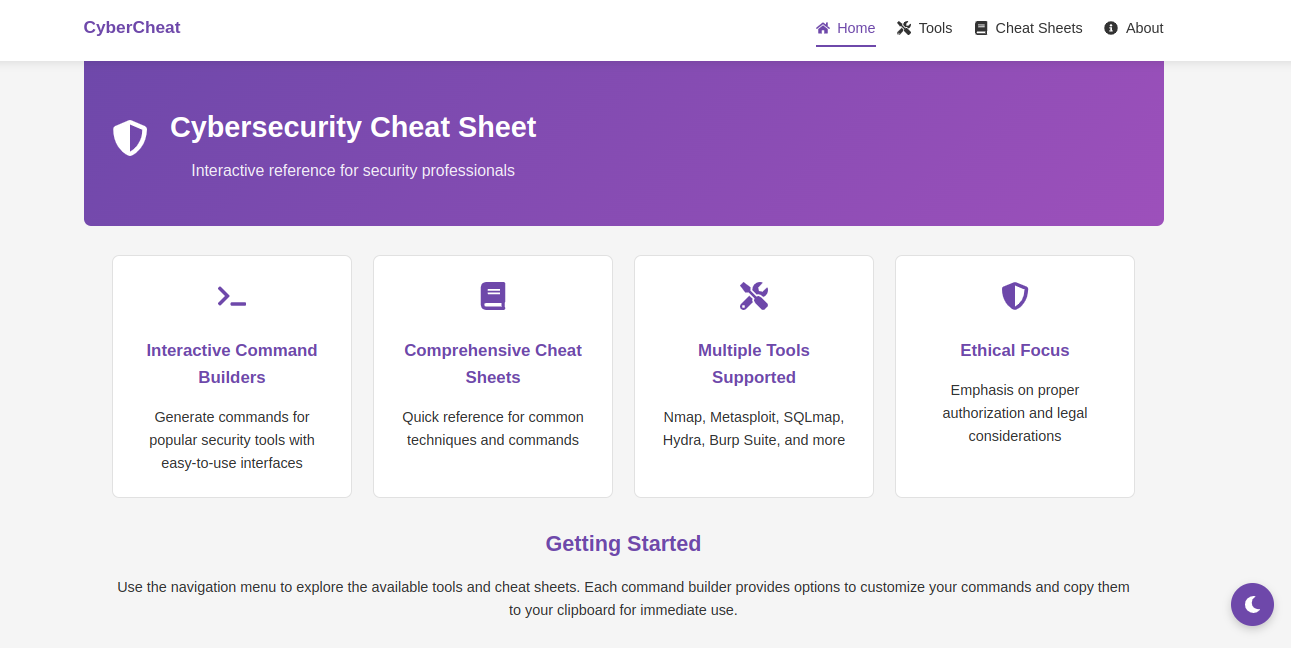 CyberCheat
Home
Tools
Cheat Sheets
About
Cybersecurity Cheat Sheet
Interactive reference for security professionals
Interactive Command
Builders
Generate commands for
popular security tools with
easy-to-use interfaces
Comprehensive Cheat
Sheets
Quick reference for common
techniques and commands
Multiple Tools
Supported
Nmap, Metasploit, SQLmap,
Hydra, Burp Suite, and more
Ethical Focus
Emphasis on proper
authorization and legal
considerations
Getting Started
Use the navigation menu to explore the available tools and cheat sheets. Each command builder provides options to customize your commands and copy them
to your clipboard for immediate use.